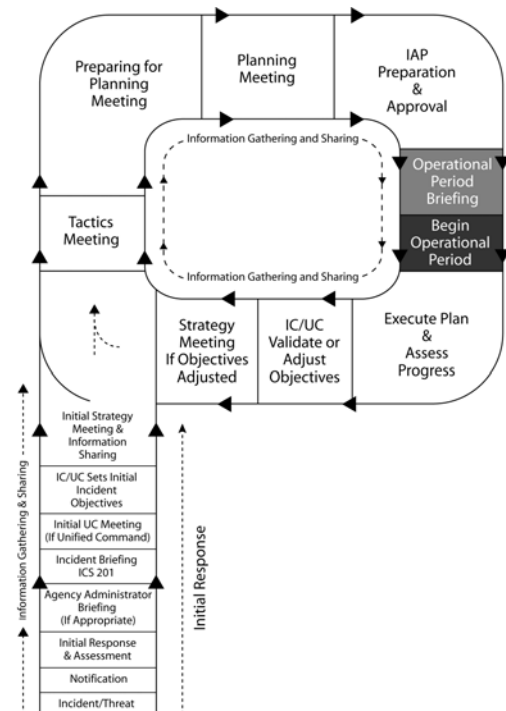 Preparing for
Planning
Meeting
Planning
Meeting
IAP
Preparation
&
Approval
Information Gathering and Sharing
Operational
Period
Briefing
Begin
Operational
Period
Tactics
Meeting
Information Gathering and Sharing
Strategy
Meeting
If Objectives
Adjusted
IC/UC
Validate or
Adjust
Objectives
Execute Plan
&
Assess
Progress
Initial Strategy
Meeting &
Information
Sharing
IC/UC Sets Initial
Incident
Objectives
Initial UC Meeting
(If Unified Command)
Incident Briefing
ICS 201
Agency Administrator
Briefing
(If Appropriate)
Initial Response
& Assessment
Notification
Incident/Threat
Information Gathering & Sharing
Initial Response